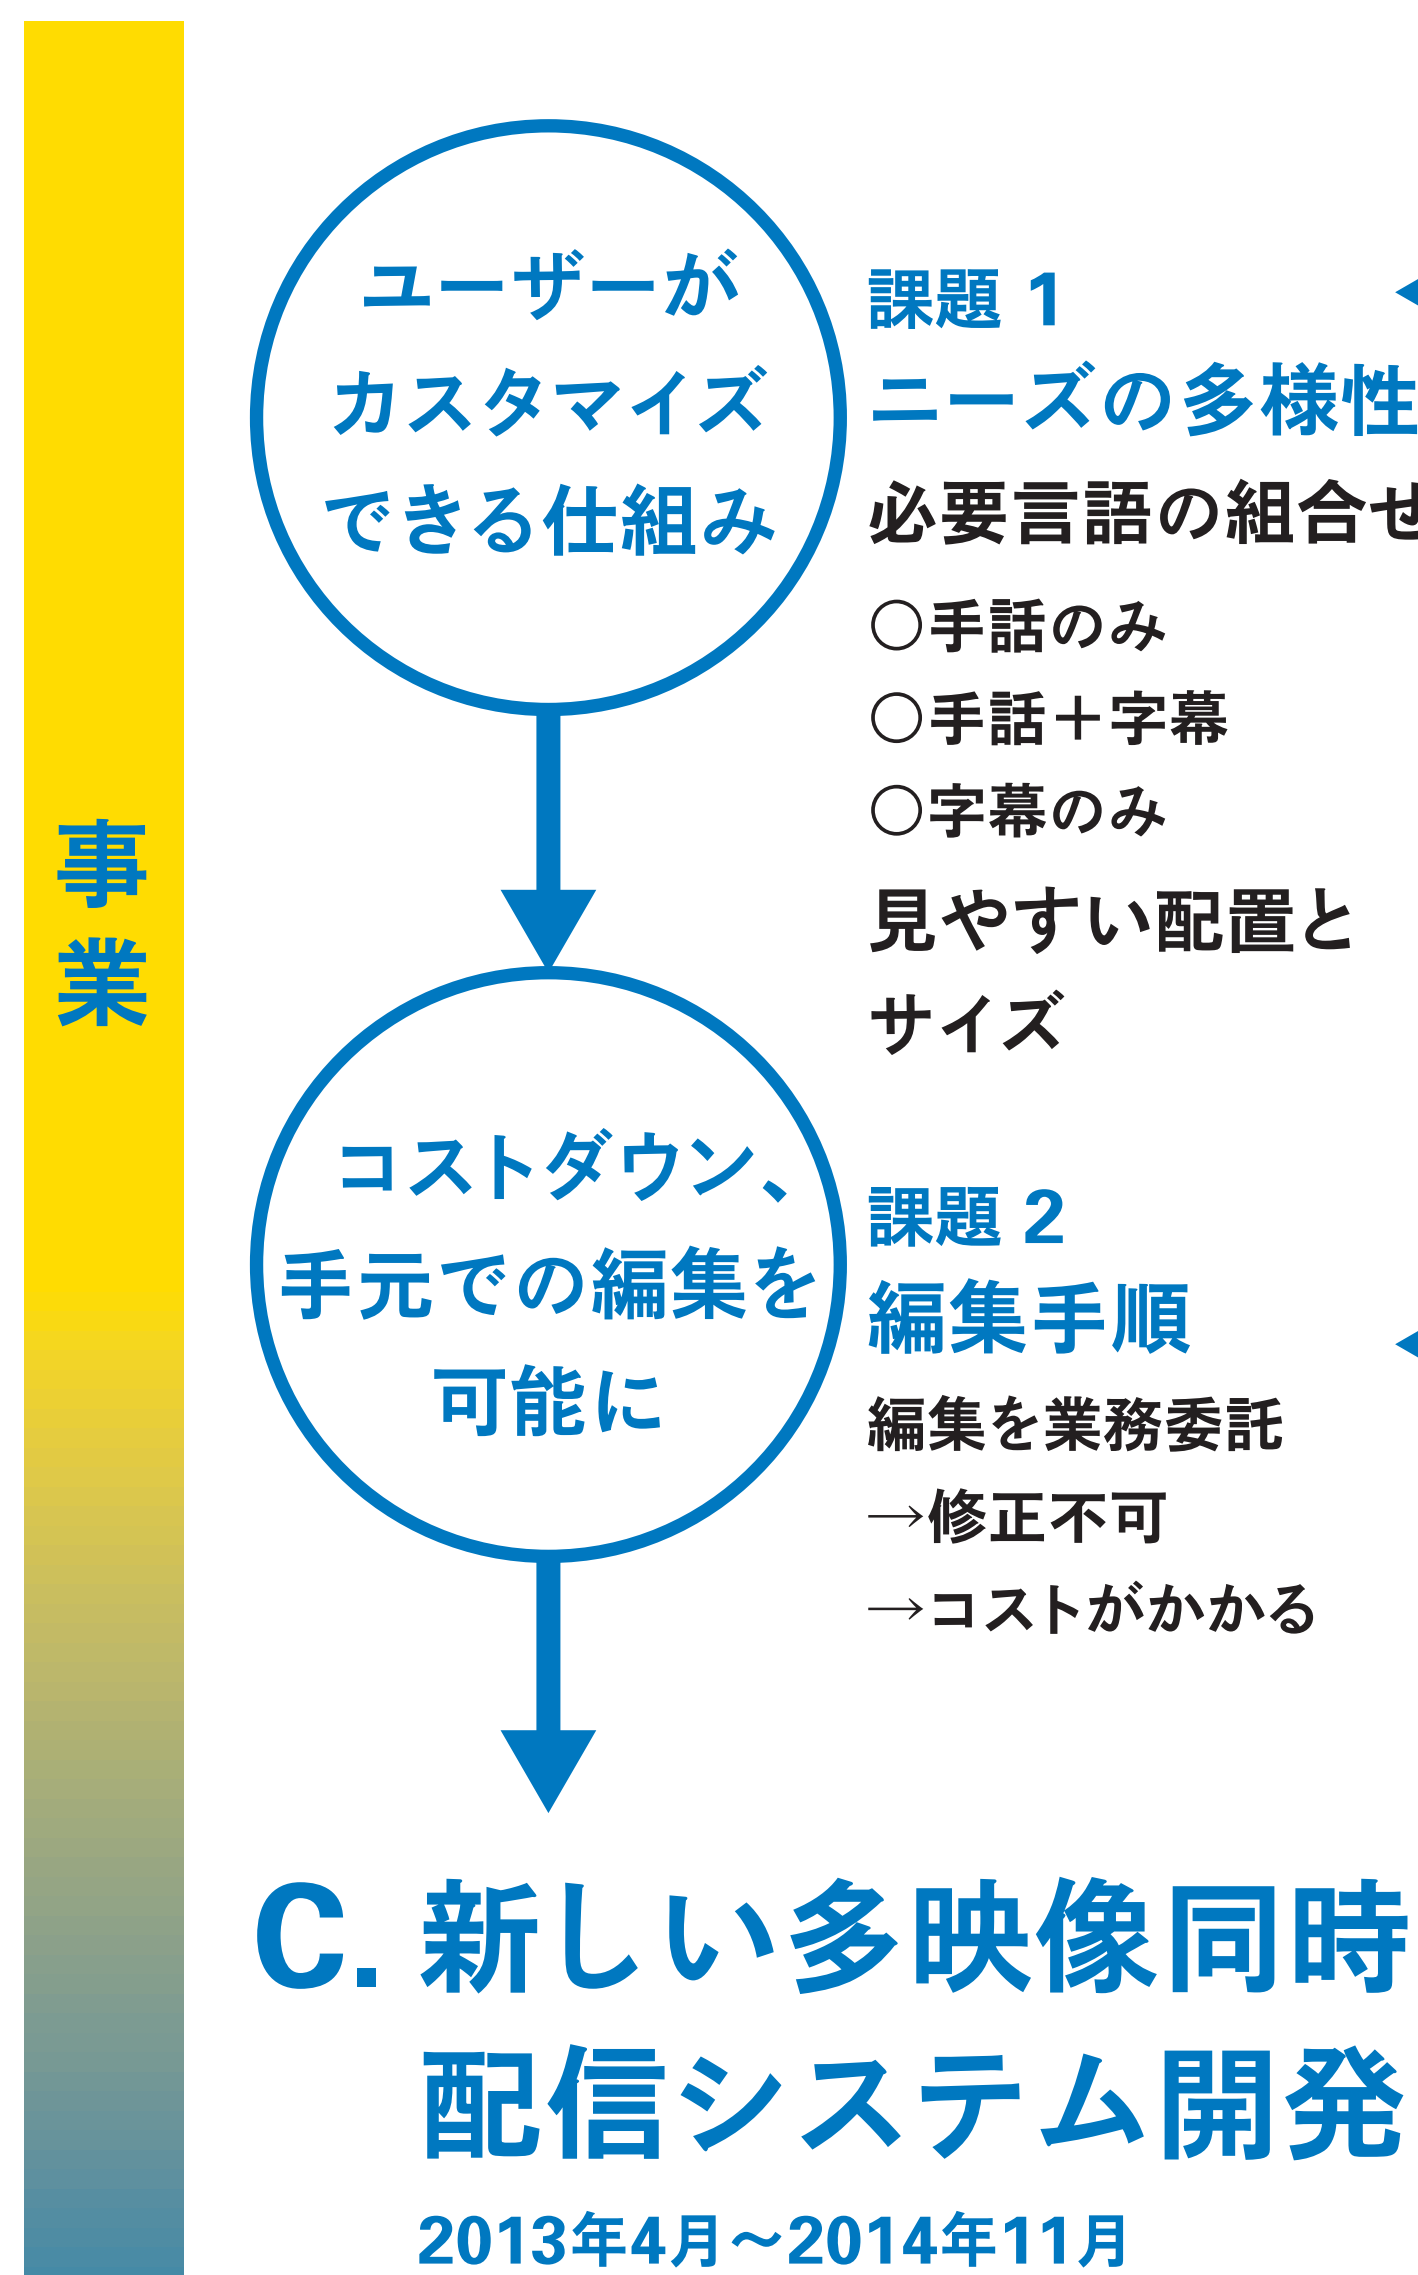 事業
ユーザーが
カスタマイズ
できる仕組み
課題 1
ニーズの多様性
必要言語の組合せ
○手話のみ
○手話＋字幕
○字幕のみ
見やすい配置と
サイズ
コストダウン、
手元での編集を
可能に
課題 2
編集手順
編集を業務委託
→修正不可
→コストがかかる
C. 新しい多映像同時
配信システム開発
2013年4月～2014年11月